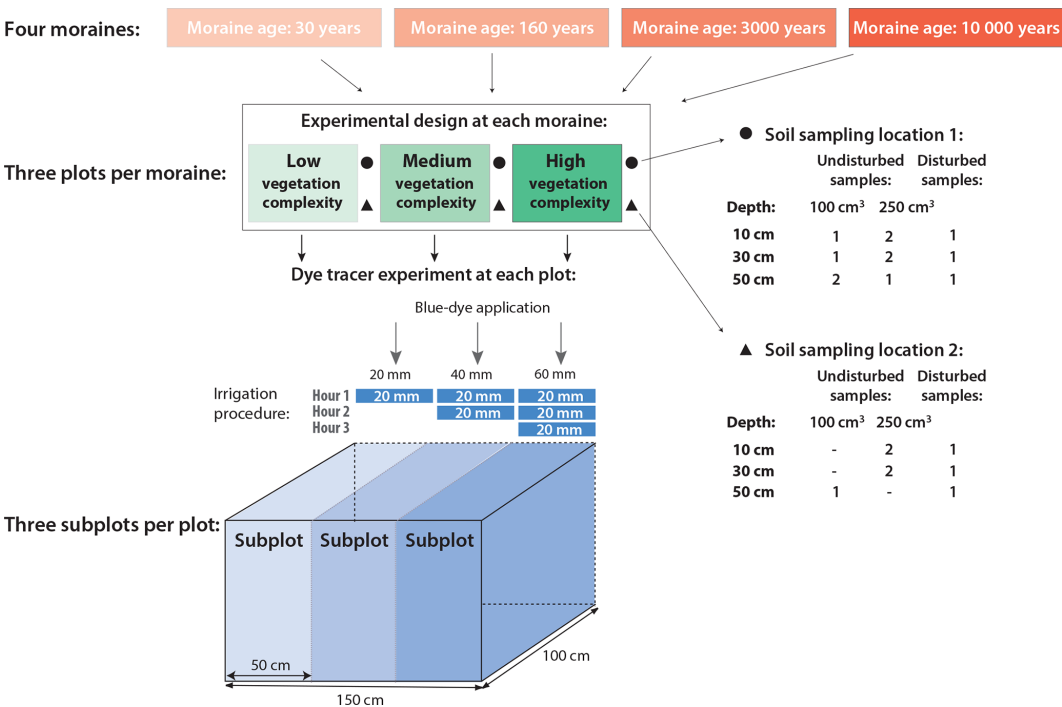 Four moraines:
Moraine age: 30 years
Moraine age: 160 years
Moraine age: 3000 years
Moraine age: 10 000 years
Experimental design at each moraine:
Three plots per moraine:
Low
vegetation
complexity
Medium
vegetation
complexity
High
vegetation
complexity
Dye tracer experiment at each plot:
Soil sampling location 1:
Undisturbed Disturbed
samples: samples:
Depth: 100 cm³ 250 cm³
10 cm 1 2 1
30 cm 1 2 1
50 cm 2 1 1
Soil sampling location 2:
Undisturbed Disturbed
samples: samples:
Depth: 100 cm³ 250 cm³
10 cm - 2 1
30 cm - 2 1
50 cm 1 - 1
Blue-dye application
20 mm 40 mm 60 mm
Irrigation
procedure:
Hour 1 20 mm 20 mm 20 mm
Hour 2 20 mm 20 mm
Hour 3 20 mm
Three subplots per plot:
Subplot Subplot Subplot
50 cm
150 cm
100 cm